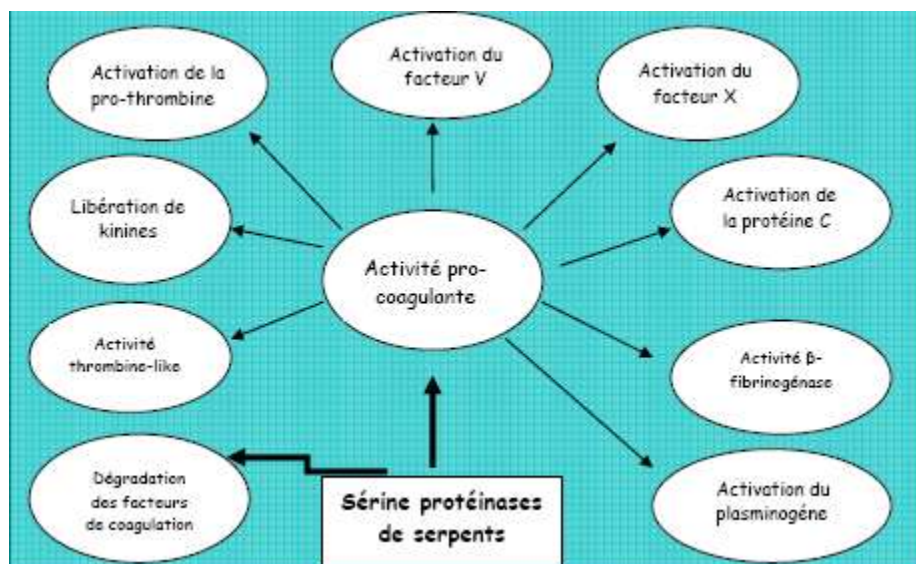 Activation de la
pro-thrombine
Activation du
facteur V
Activation du
facteur X
Libération de
kinines
Activité pro-
coagulante
Activation de
la protéine C
Activité
thrombine-like
Activité β-
fibrinogénase
Dégradation
des facteurs
de coagulation
Sérine protéinases
de serpents
Activation du
plasminogéne